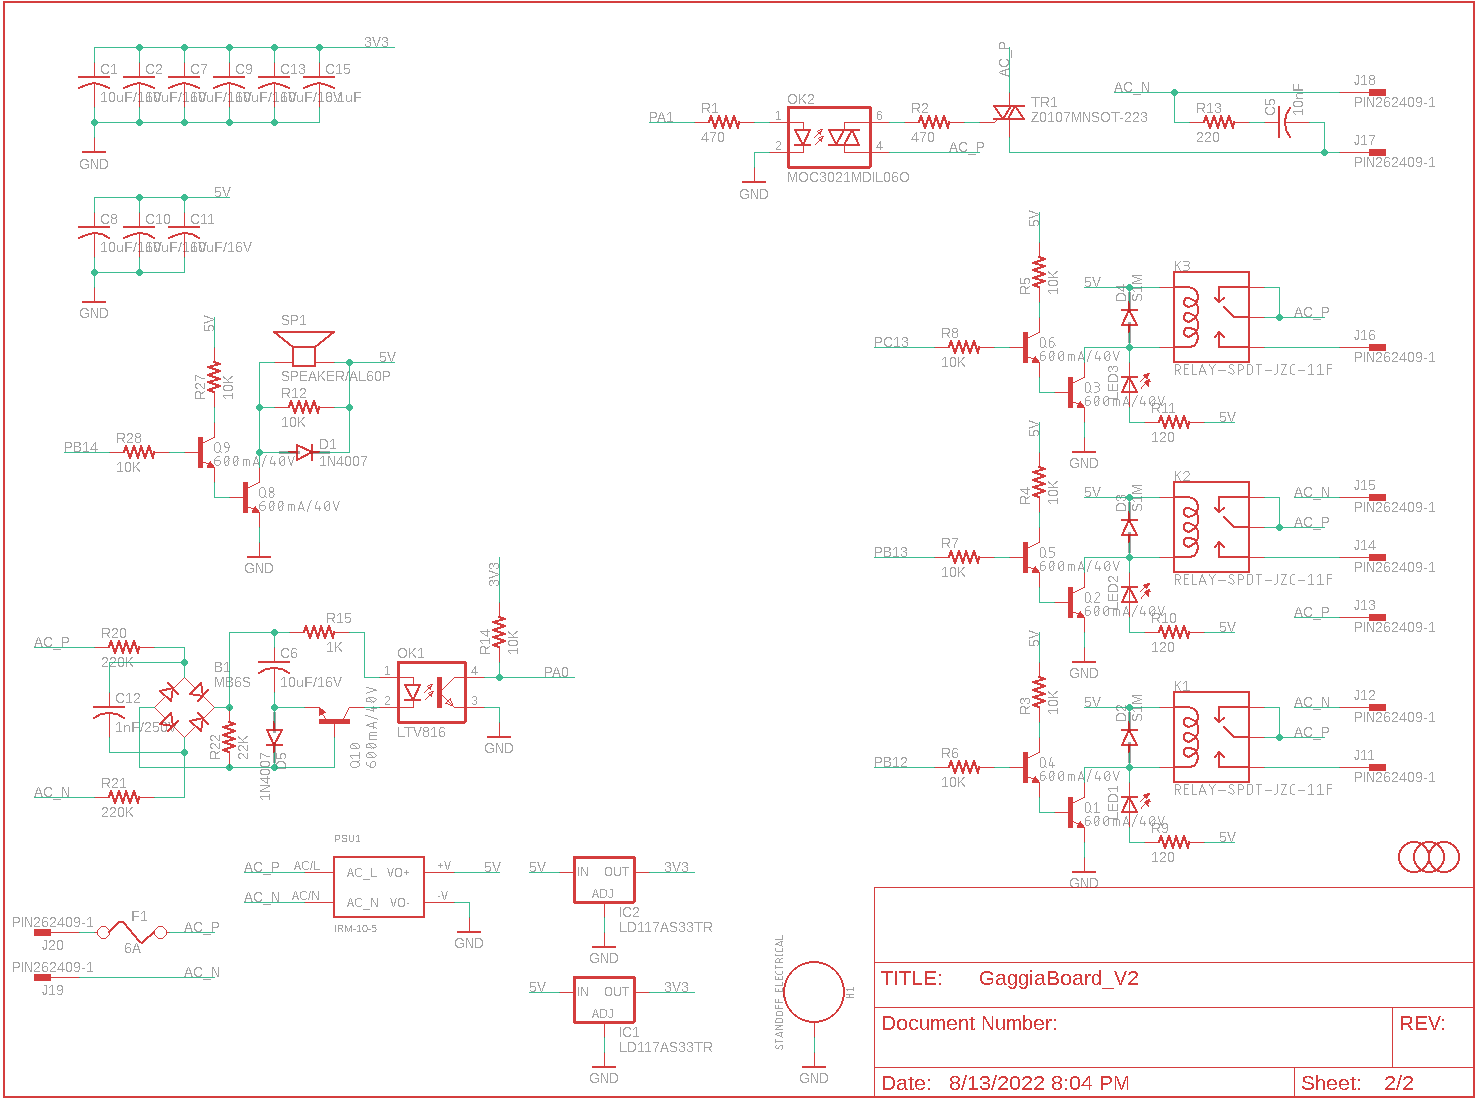 3V3
C1
C2
C7
C9
C13
C15
10uF/16V
10uF/16V
10uF/16V
10uF/16V
10uF/16V
0.1uF
GND
5V
C8
C10
C11
10uF/16V
10uF/16V
10uF/16V
GND
PA1
R1
470
OK2
1
2
6
4
MOC3021MDIL06O
GND
R2
470
AC_P
AC_P
TR1
Z0107MNSOT-223
AC_N
R13
220
C5
10nF
J18
PIN262409-1
J17
PIN262409-1
5V
R27
10K
SP1
5V
SPEAKER/AL60P
R12
10K
D1
1N4007
PB14
R28
10K
Q9
600mA/40V
Q8
600mA/40V
GND
5V
R5
10K
PC13
R8
10K
Q6
600mA/40V
Q3
600mA/40V
GND
5V
D4
S1M
LED3
R11
120
5V
K3
RELAY-SPDT-JZC-11F
AC_P
J16
PIN262409-1
5V
R4
10K
PB13
R7
10K
Q5
600mA/40V
Q2
600mA/40V
GND
5V
D3
S1M
LED2
R10
120
5V
K2
RELAY-SPDT-JZC-11F
AC_N
AC_P
J15
PIN262409-1
J14
PIN262409-1
AC_P
J13
PIN262409-1
5V
R3
10K
PB12
R6
10K
Q4
600mA/40V
Q1
600mA/40V
GND
5V
D2
S1M
LED1
R9
120
5V
K1
RELAY-SPDT-JZC-11F
AC_N
AC_P
J12
PIN262409-1
J11
PIN262409-1
AC_P
R20
220K
C12
1nF/250V
AC_N
R21
220K
B1
MB6S
R22
22K
C6
10uF/16V
1N4007
D5
R15
1K
Q10
600mA/40V
OK1
1
2
4
3
LTV816
3V3
R14
10K
PA0
GND
PSU1
AC_P
AC/L
AC_L
VO+
+V
5V
AC_N
AC/N
AC_N
VO-
-V
IRM-10-5
GND
5V
IN
OUT
ADJ
3V3
IC2
LD117AS33TR
GND
5V
IN
OUT
ADJ
3V3
IC1
LD117AS33TR
GND
PIN262409-1
J20
F1
6A
AC_P
PIN262409-1
J19
AC_N
STANDOFF_ELECTRICAL
H1
GND
TITLE: GaggiaBoard_V2
Document Number:
REV:
Date: 8/13/2022 8:04 PM
Sheet: 2/2